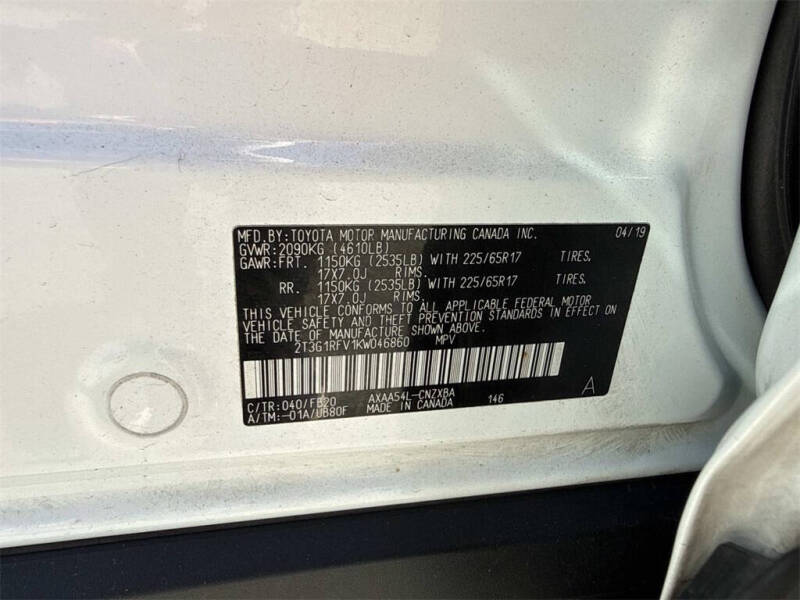 MFD.BY:TOYOTA MOTOR MANUFACTURING CANADA INC. 04/19
GVWR:2090KG (4610LB)
GAWR:FRT. 1150KG (2535LB) WITH 225/65R17 TIRES.
17X7.0J RIMS.
RR. 1150KG (2535LB) WITH 225/65R17 TIRES.
17X7.0J RIMS.
THIS VEHICLE CONFORMS TO ALL APPLICABLE FEDERAL MOTOR
VEHICLE SAFETY AND THEFT PREVENTION STANDARDS IN EFFECT ON
THE DATE OF MANUFACTURE SHOWN ABOVE.
2T3G1RFV1KW046860 MPV
A
C/TR:040/FB20 AXAA54L-CNZXBA 146
A/TM:-01A/UB80F MADE IN CANADA